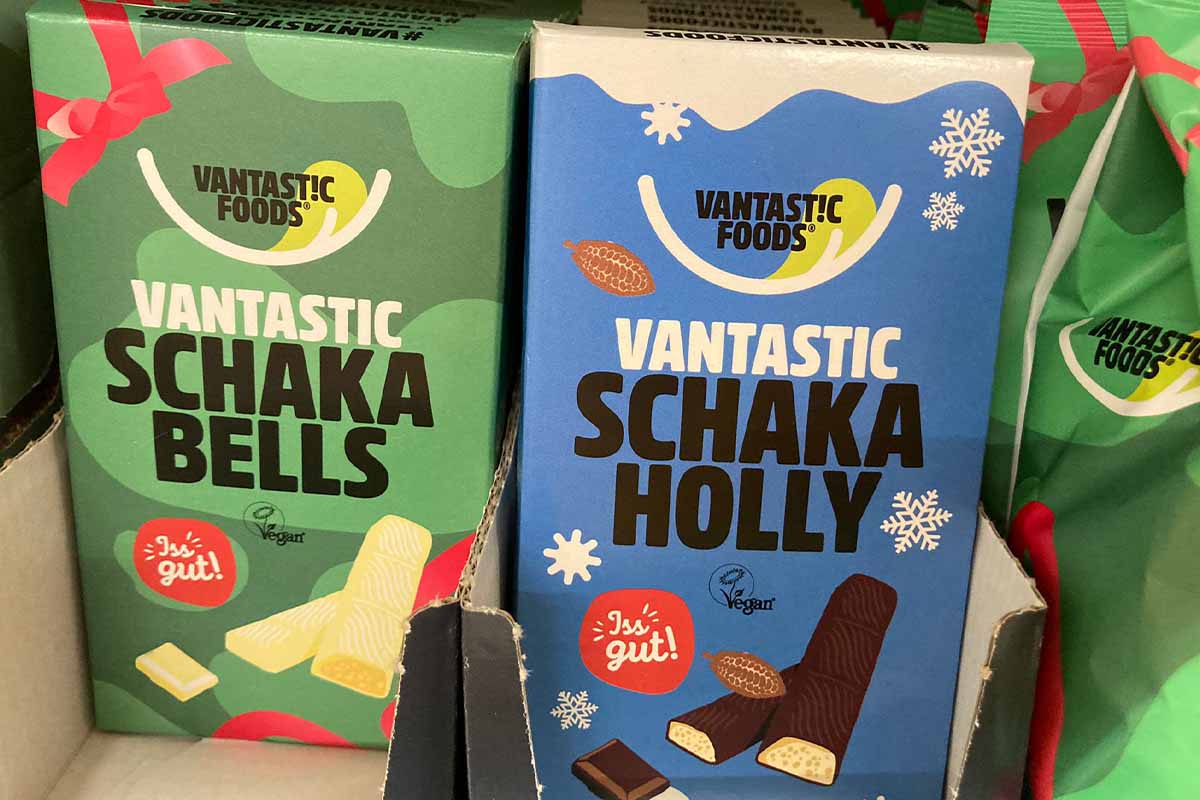 #VANTASTICFOODS
VANTAST!C
FOODS®
VANTASTIC
SCHAKA
BELLS
Vegan
Iss
gut!
#VANTASTICFOODS
VANTAST!C
FOODS®
VANTASTIC
SCHAKA
HOLLY
Vegan
Iss
gut!
VANTAST!C
FOODS®